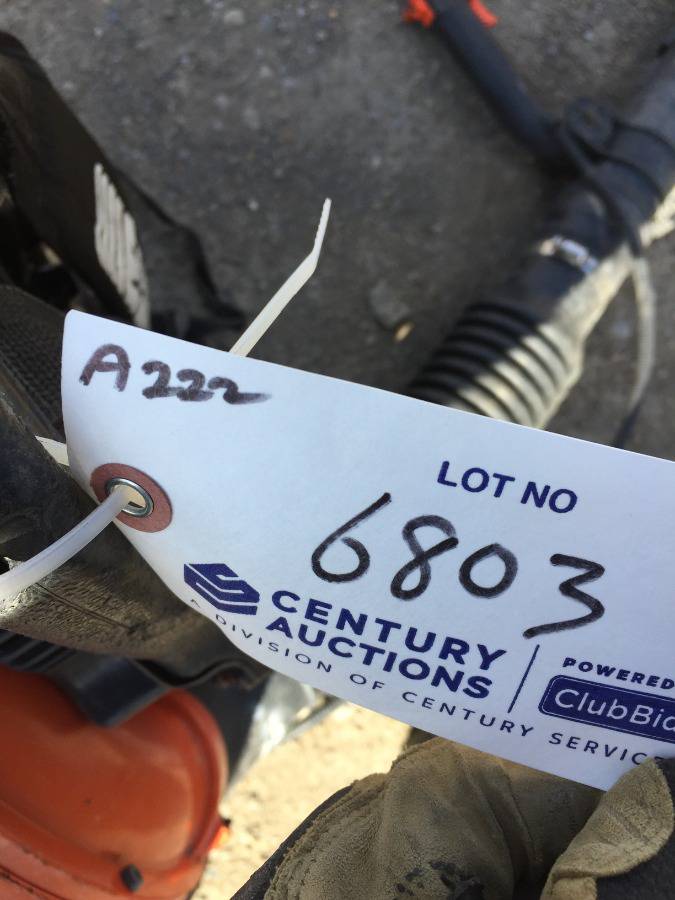 A222
LOT NO
6803
CENTURY
AUCTIONS
A DIVISION OF CENTURY SERVIC
POWERED
ClubBid